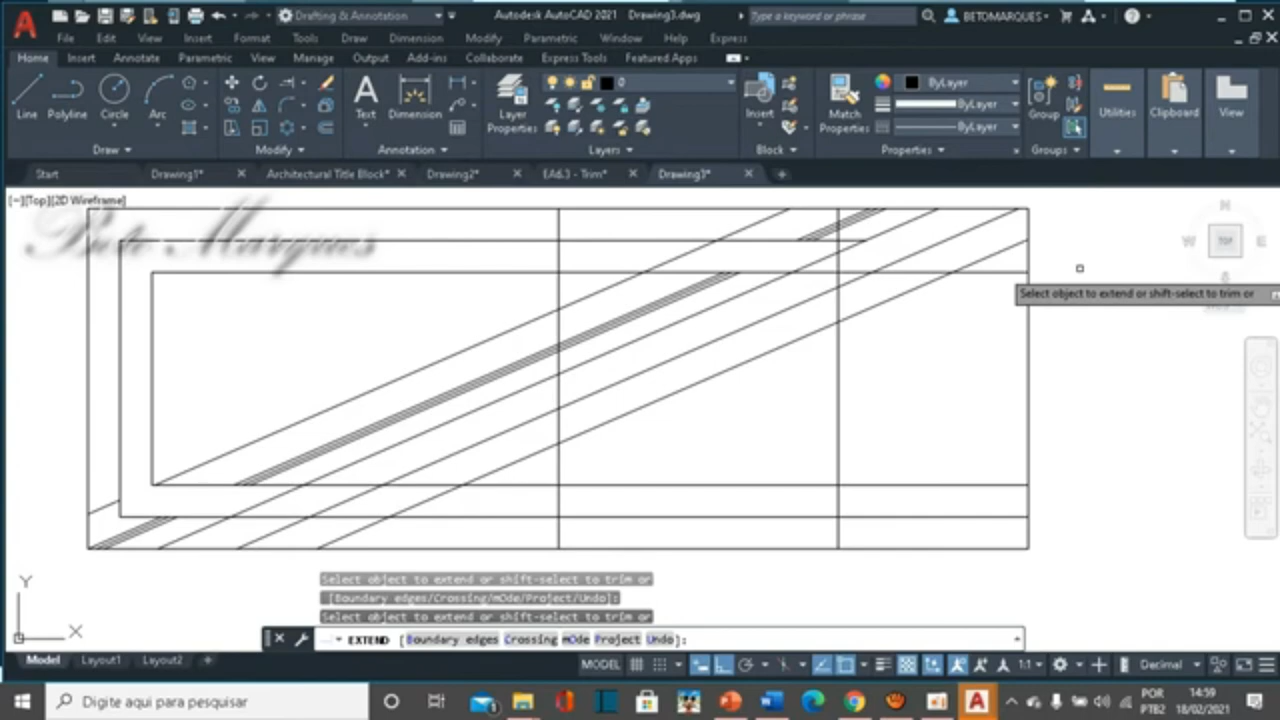 Drafting & Annotation
Autodesk AutoCAD 2021 Drawing3.dwg
Type a keyword or phrase
BETOMARQUES
File Edit View Insert Format Tools Draw Dimension Modify Parametric Window Help Express
Home Insert Annotate Parametric View Manage Output Add-ins Collaborate Express Tools Featured Apps
0
ByLayer
ByLayer
ByLayer
Line Polyline Circle Arc
Text Dimension
Layer Properties
Insert
Match Properties
Group
Utilities Clipboard View
Draw Modify Annotation Layers Block Properties Groups
Start Drawing1* Architectural Title Block* Drawing2* EA6.3 - Trim* Drawing3*
[−][Top][2D Wireframe]
Beto Marques
N
W TOP E
Select object to extend or shift-select to trim or
Y
X
Select object to extend or shift-select to trim or
[Boundary edges/Crossing/mOde/Project/Undo]:
Select object to extend or shift-select to trim or
EXTEND [Boundary edges Crossing mOde Project Undo]:
Model Layout1 Layout2 +
MODEL 1:1 Decimal
Digite aqui para pesquisar
POR
PTB2
14:59
18/02/2021